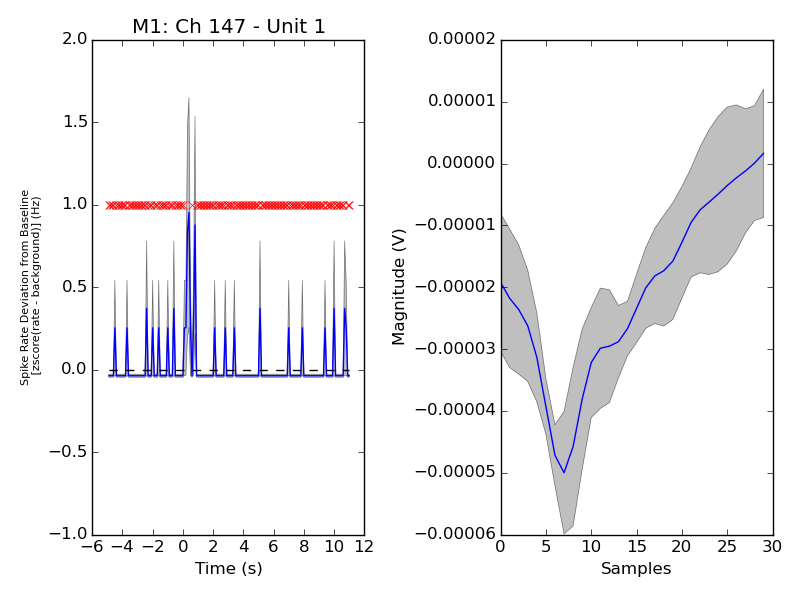 M1: Ch 147 - Unit 1
2.0
1.5
1.0
0.5
0.0
−0.5
−1.0
−6 −4 −2 0 2 4 6 8 10 12
Time (s)
Spike Rate Deviation from Baseline
[zscore(rate - background)] (Hz)
0.00002
0.00001
0.00000
−0.00001
−0.00002
−0.00003
−0.00004
−0.00005
−0.00006
0 5 10 15 20 25 30
Samples
Magnitude (V)